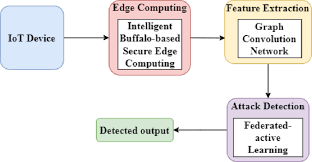 IoT Device
Edge Computing
Intelligent
Buffalo-based
Secure Edge
Computing
Feature Extraction
Graph
Convolution
Network
Attack Detection
Federated-
active
Learning
Detected output